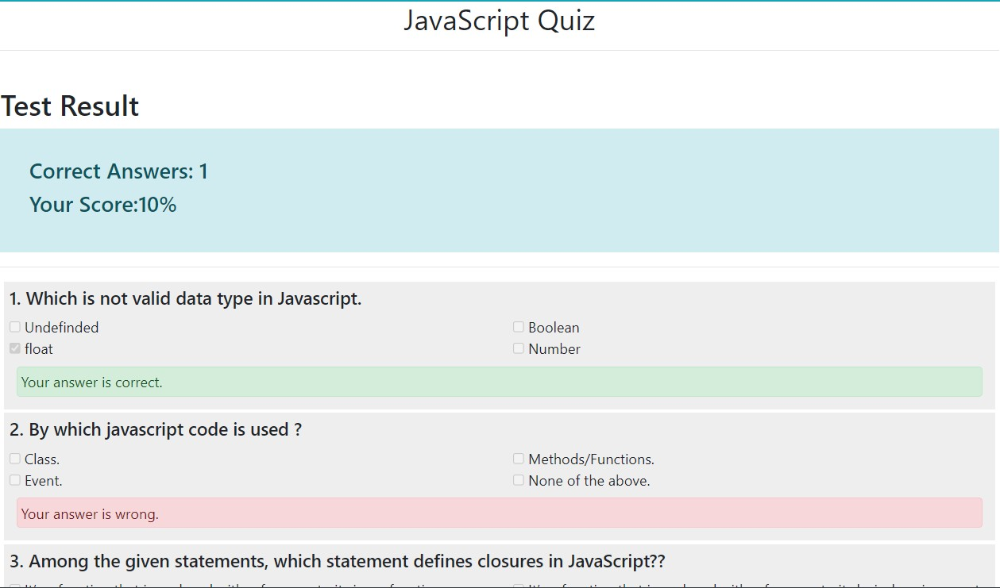 JavaScript Quiz
Test Result
Correct Answers: 1
Your Score:10%
1. Which is not valid data type in Javascript.
Undefinded
Boolean
float
Number
Your answer is correct.
2. By which javascript code is used ?
Class.
Methods/Functions.
Event.
None of the above.
Your answer is wrong.
3. Among the given statements, which statement defines closures in JavaScript??